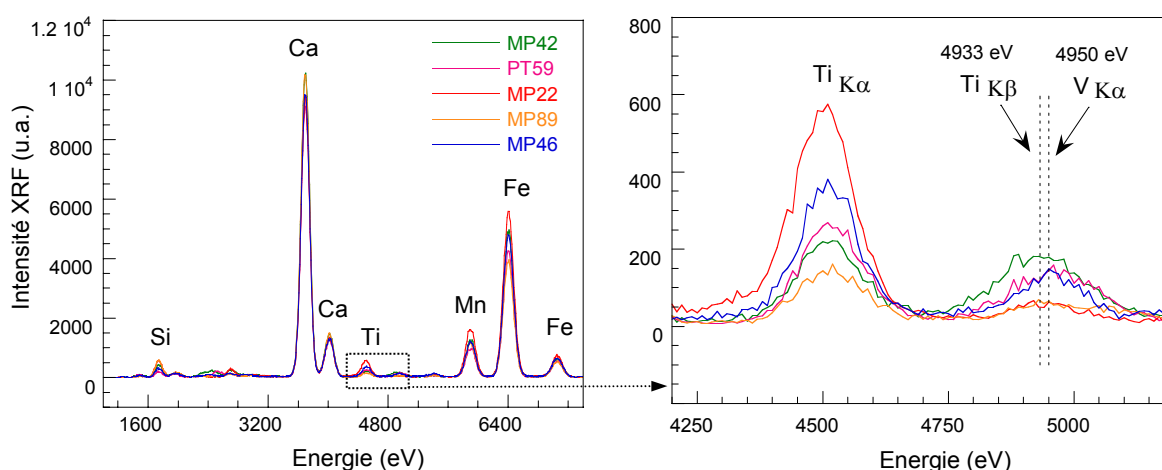 Intensité XRF (u.a.)
1.2 10⁴
1 10⁴
8000
6000
4000
2000
0
Ca
MP42
PT59
MP22
MP89
MP46
Fe
Si
Ca
Ti
Mn
Fe
1600
3200
4800
6400
Energie (eV)
800
600
400
200
0
4933 eV
4950 eV
Ti Kα
Ti Kβ
V Kα
4250
4500
4750
5000
Energie (eV)